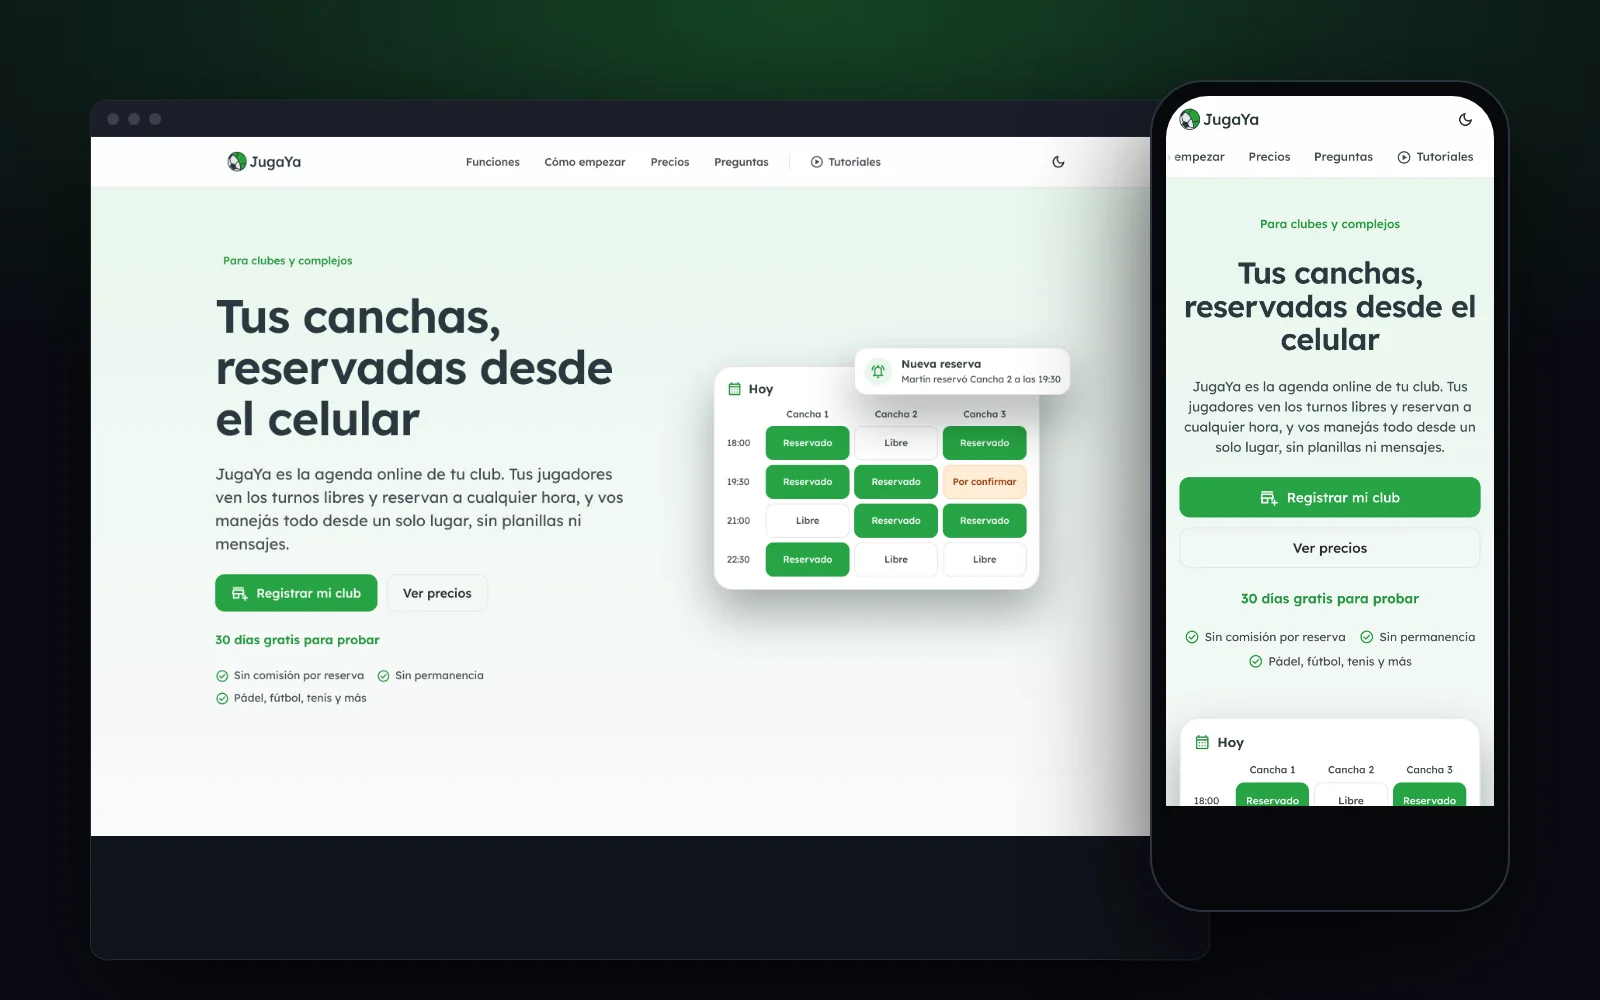 JugaYa
Funciones Cómo empezar Precios Preguntas Tutoriales
Para clubes y complejos
Tus canchas,
reservadas desde
el celular
JugaYa es la agenda online de tu club. Tus jugadores
ven los turnos libres y reservan a cualquier hora, y vos
manejás todo desde un solo lugar, sin planillas ni
mensajes.
Registrar mi club Ver precios
30 días gratis para probar
Sin comisión por reserva Sin permanencia
Pádel, fútbol, tenis y más
Nueva reserva
Martín reservó Cancha 2 a las 19:30
Hoy
Cancha 1 Cancha 2 Cancha 3
18:00 Reservado Libre Reservado
19:30 Reservado Reservado Por confirmar
21:00 Libre Reservado Reservado
22:30 Reservado Libre Libre
JugaYa
empezar Precios Preguntas Tutoriales
Para clubes y complejos
Tus canchas,
reservadas desde el
celular
JugaYa es la agenda online de tu club. Tus
jugadores ven los turnos libres y reservan a
cualquier hora, y vos manejás todo desde un
solo lugar, sin planillas ni mensajes.
Registrar mi club
Ver precios
30 días gratis para probar
Sin comisión por reserva Sin permanencia
Pádel, fútbol, tenis y más
Hoy
Cancha 1 Cancha 2 Cancha 3
18:00 Reservado Libre Reservado